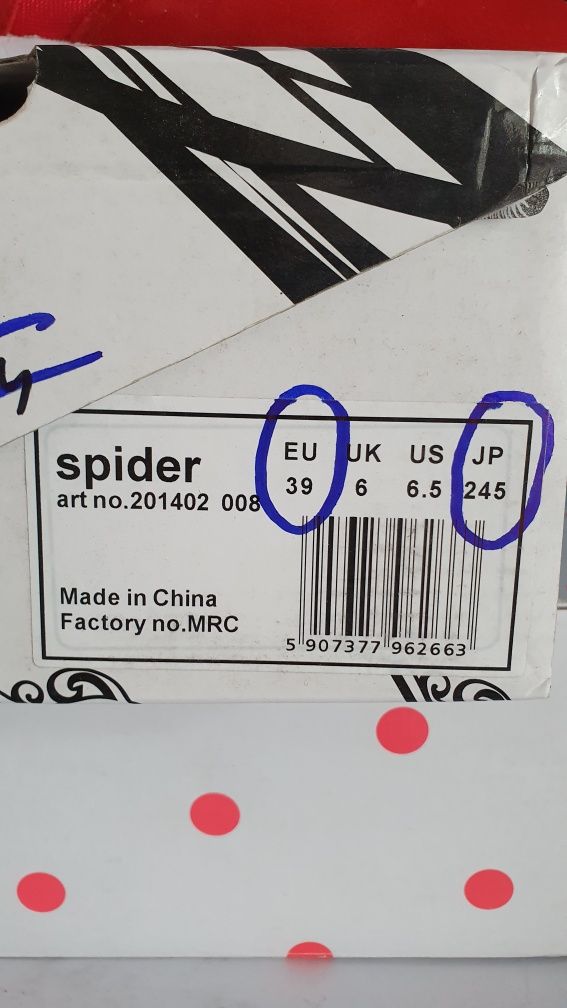 spider
art no.201402 008
EU UK US JP
39 6 6.5 245
Made in China
Factory no.MRC
5 907377 962663